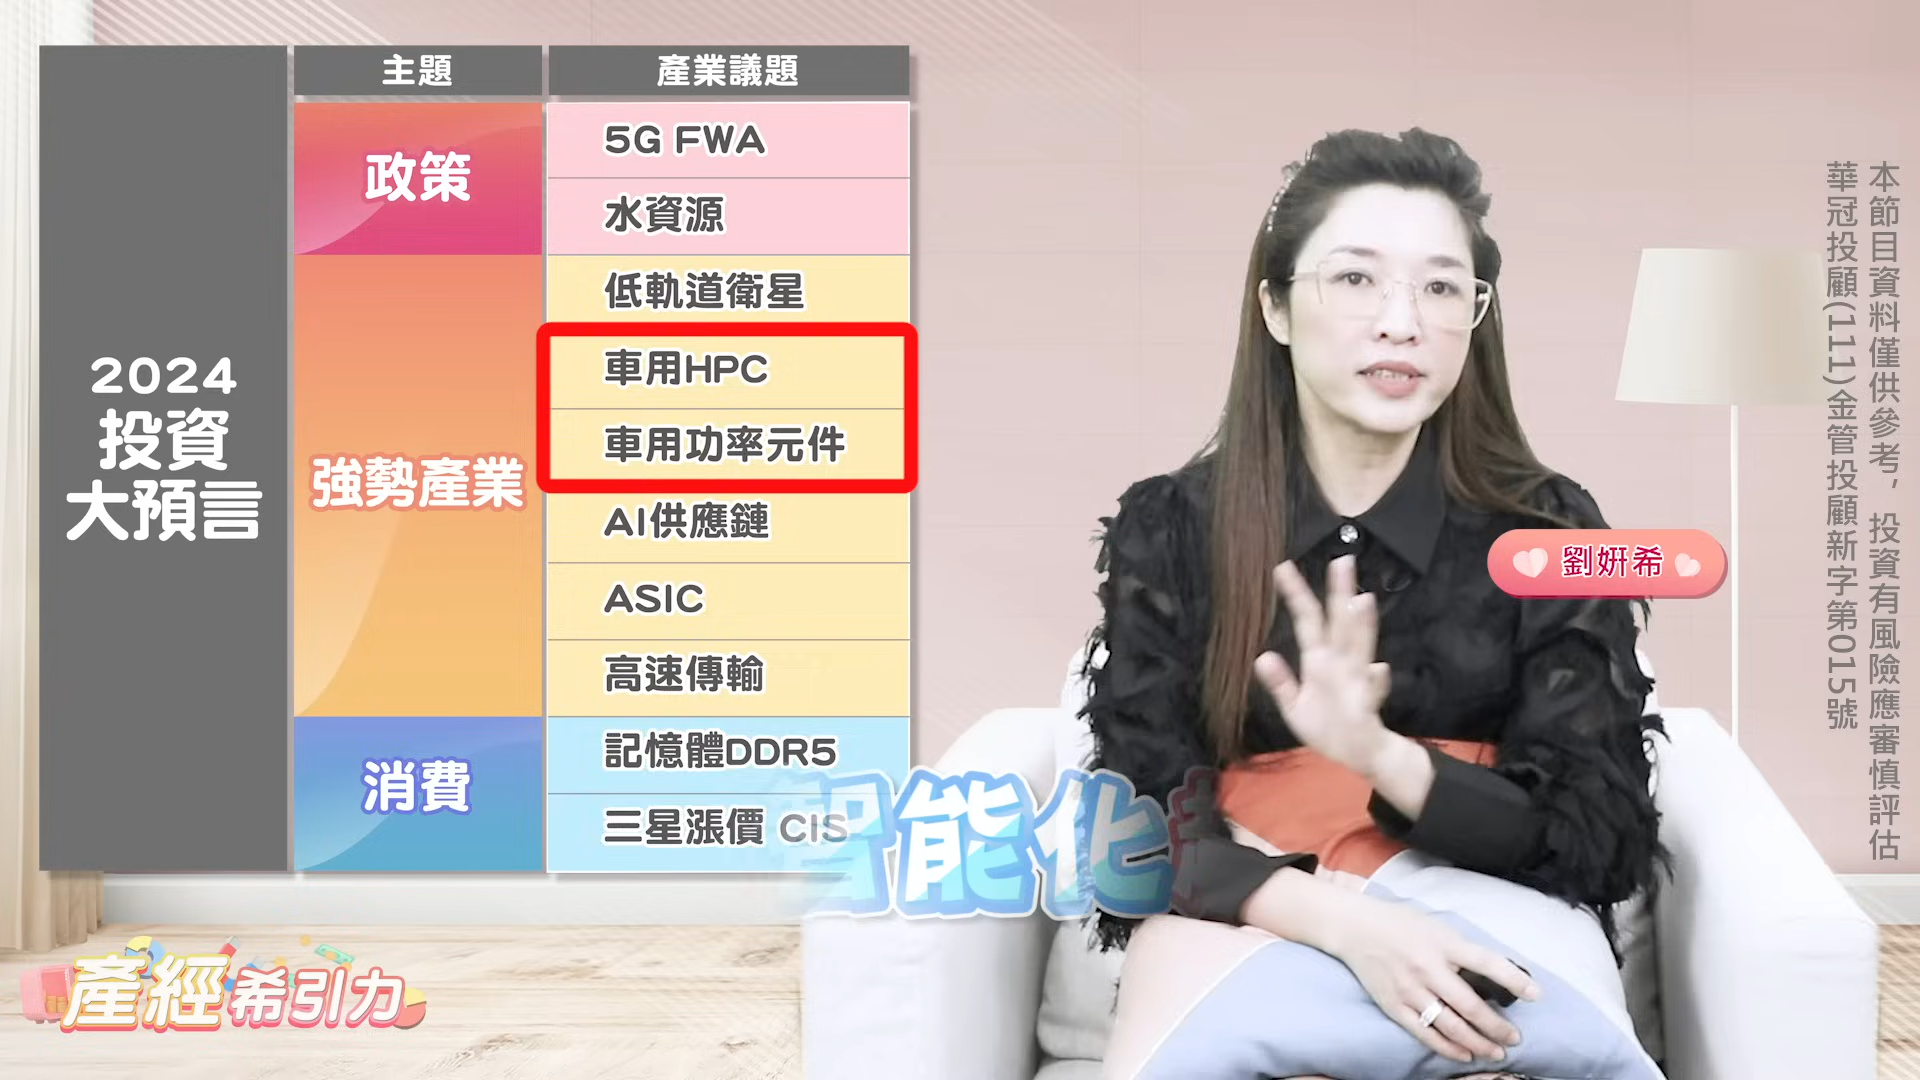 主題
產業議題
2024
投資
大預言
政策
5G FWA
水資源
強勢產業
低軌道衛星
車用HPC
車用功率元件
AI供應鏈
ASIC
高速傳輸
消費
記憶體DDR5
三星漲價 CIS
智能化
劉妍希
本節目資料僅供參考，投資有風險應審慎評估
華冠投顧(111)金管投顧新字第015號
產經希引力